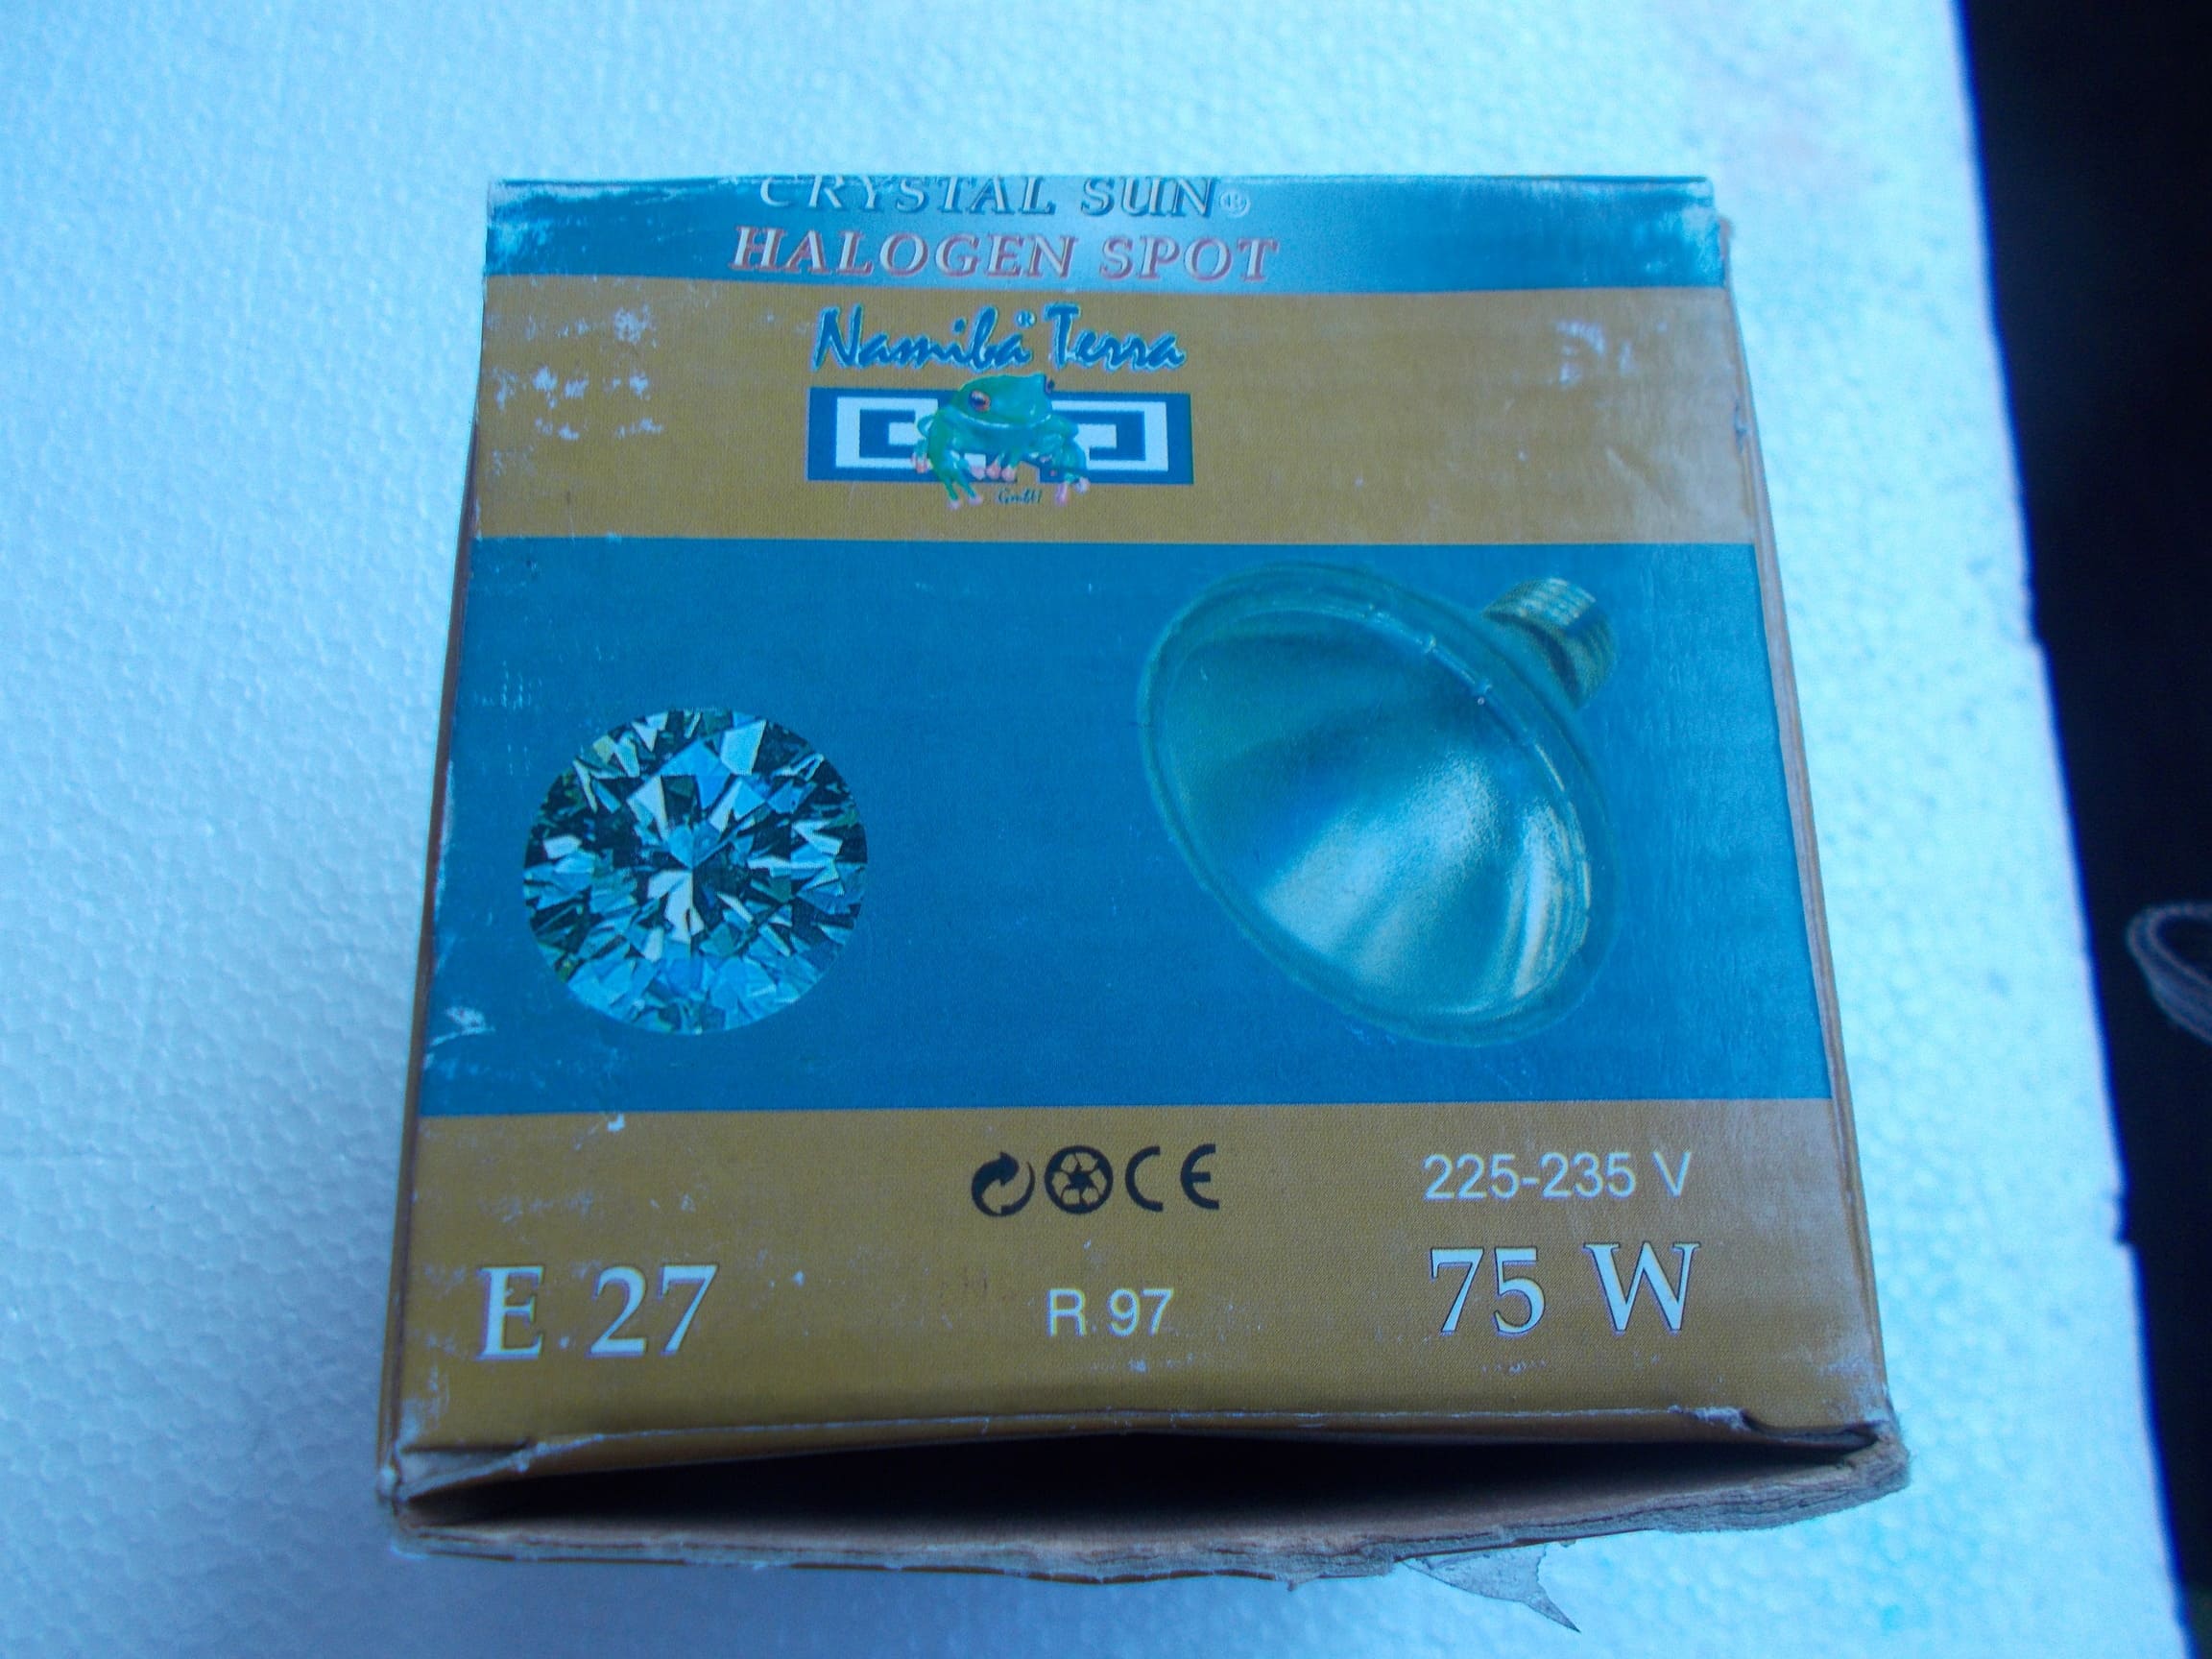 CRYSTAL SUN®
HALOGEN SPOT
Namiba® Terra
GmbH
CE
225-235 V
E 27
R 97
75 W